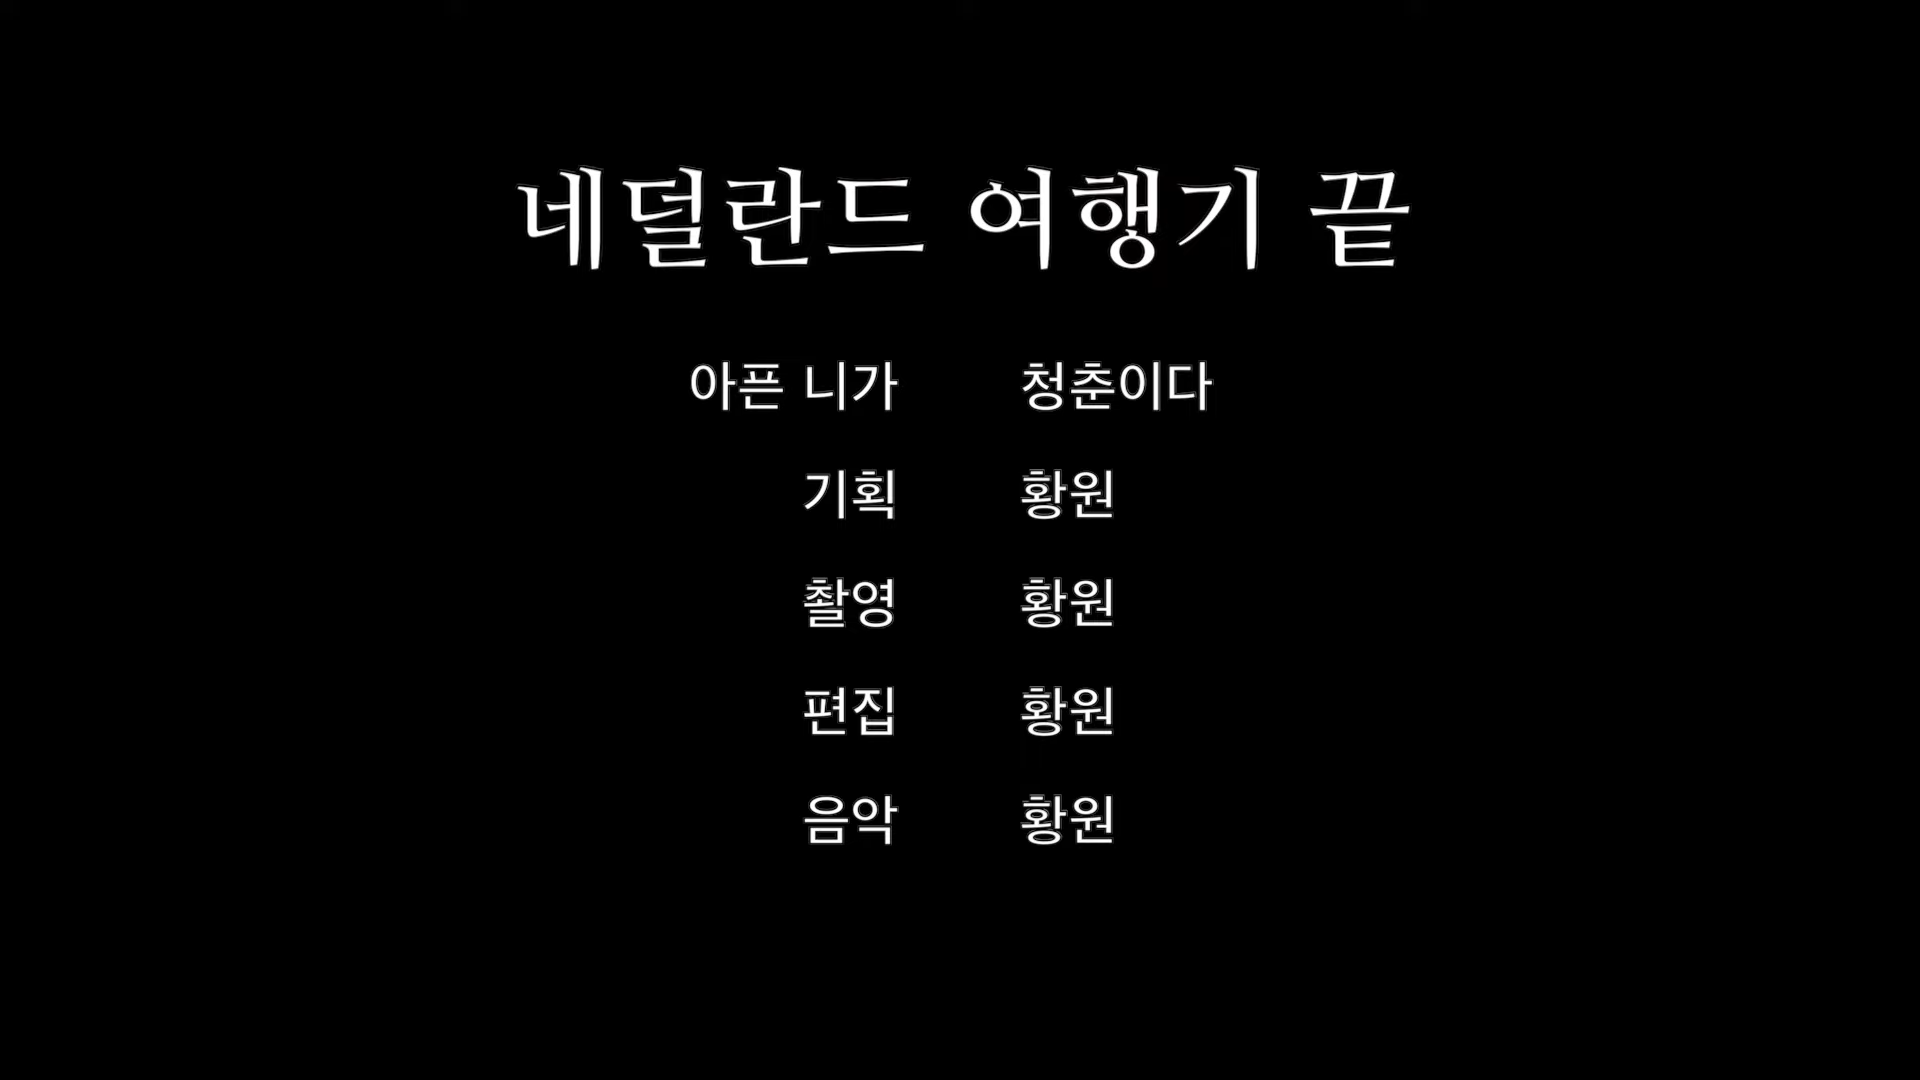 네덜란드 여행기 끝
아픈 니가 청춘이다
기획 황원
촬영 황원
편집 황원
음악 황원